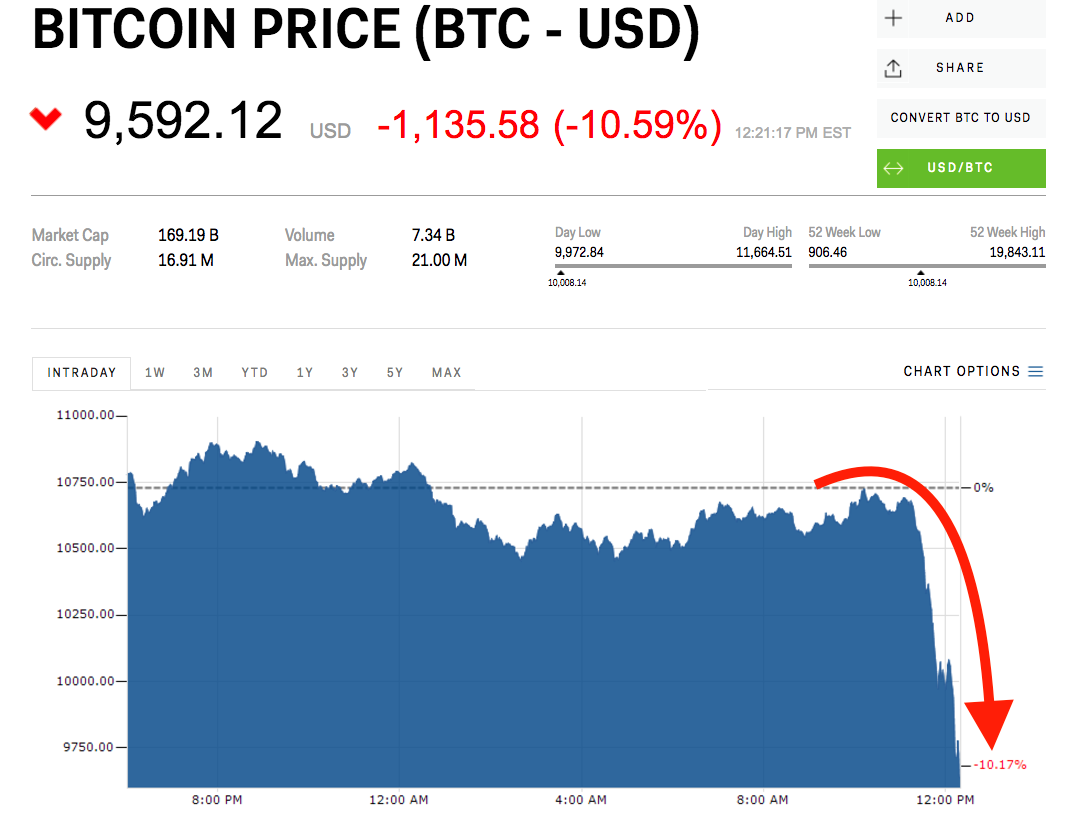 BITCOIN PRICE (BTC - USD)
ADD
SHARE
CONVERT BTC TO USD
USD/BTC
9,592.12 USD -1,135.58 (-10.59%) 12:21:17 PM EST
Market Cap 169.19 B Volume 7.34 B
Circ. Supply 16.91 M Max. Supply 21.00 M
Day Low Day High 52 Week Low 52 Week High
9,972.84 11,664.51 906.46 19,843.11
10,008.14 10,008.14
INTRADAY 1W 3M YTD 1Y 3Y 5Y MAX CHART OPTIONS
11000.00
10750.00
0%
10500.00
10250.00
10000.00
9750.00
-10.17%
8:00 PM 12:00 AM 4:00 AM 8:00 AM 12:00 PM